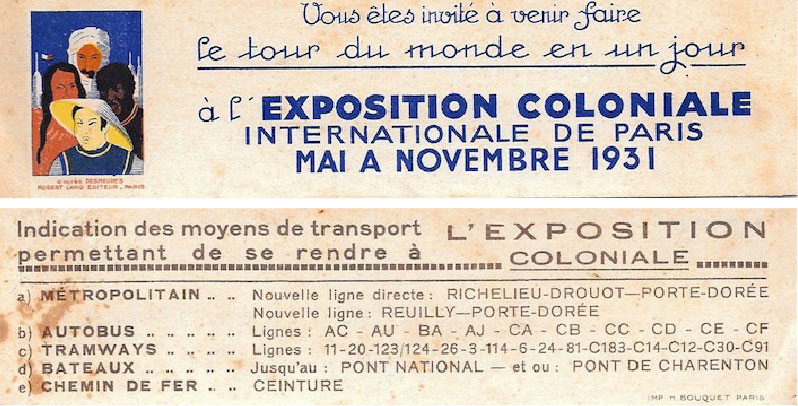 Vous êtes invité à venir faire
le tour du monde en un jour
à l'EXPOSITION COLONIALE
INTERNATIONALE DE PARIS
MAI A NOVEMBRE 1931
DESMEURES
ROBERT LANG EDITEUR, PARIS
Indication des moyens de transport
permettant de se rendre à
L'EXPOSITION
COLONIALE
a) MÉTROPOLITAIN .. .. Nouvelle ligne directe : RICHELIEU-DROUOT—PORTE-DORÉE
Nouvelle ligne : REUILLY—PORTE-DORÉE
b) AUTOBUS .. .. .. .. .. Lignes : AC - AU - BA - AJ - CA - CB - CC - CD - CE - CF
c) TRAMWAYS .. .. .. .. Lignes : 11-20-123/124-26-3-114-6-24-81-C183-C14-C12-C30-C91
d) BATEAUX .. .. .. .. .. Jusqu'au : PONT NATIONAL — et ou : PONT DE CHARENTON
e) CHEMIN DE FER .. .. CEINTURE
IMP H. BOUQUET PARIS